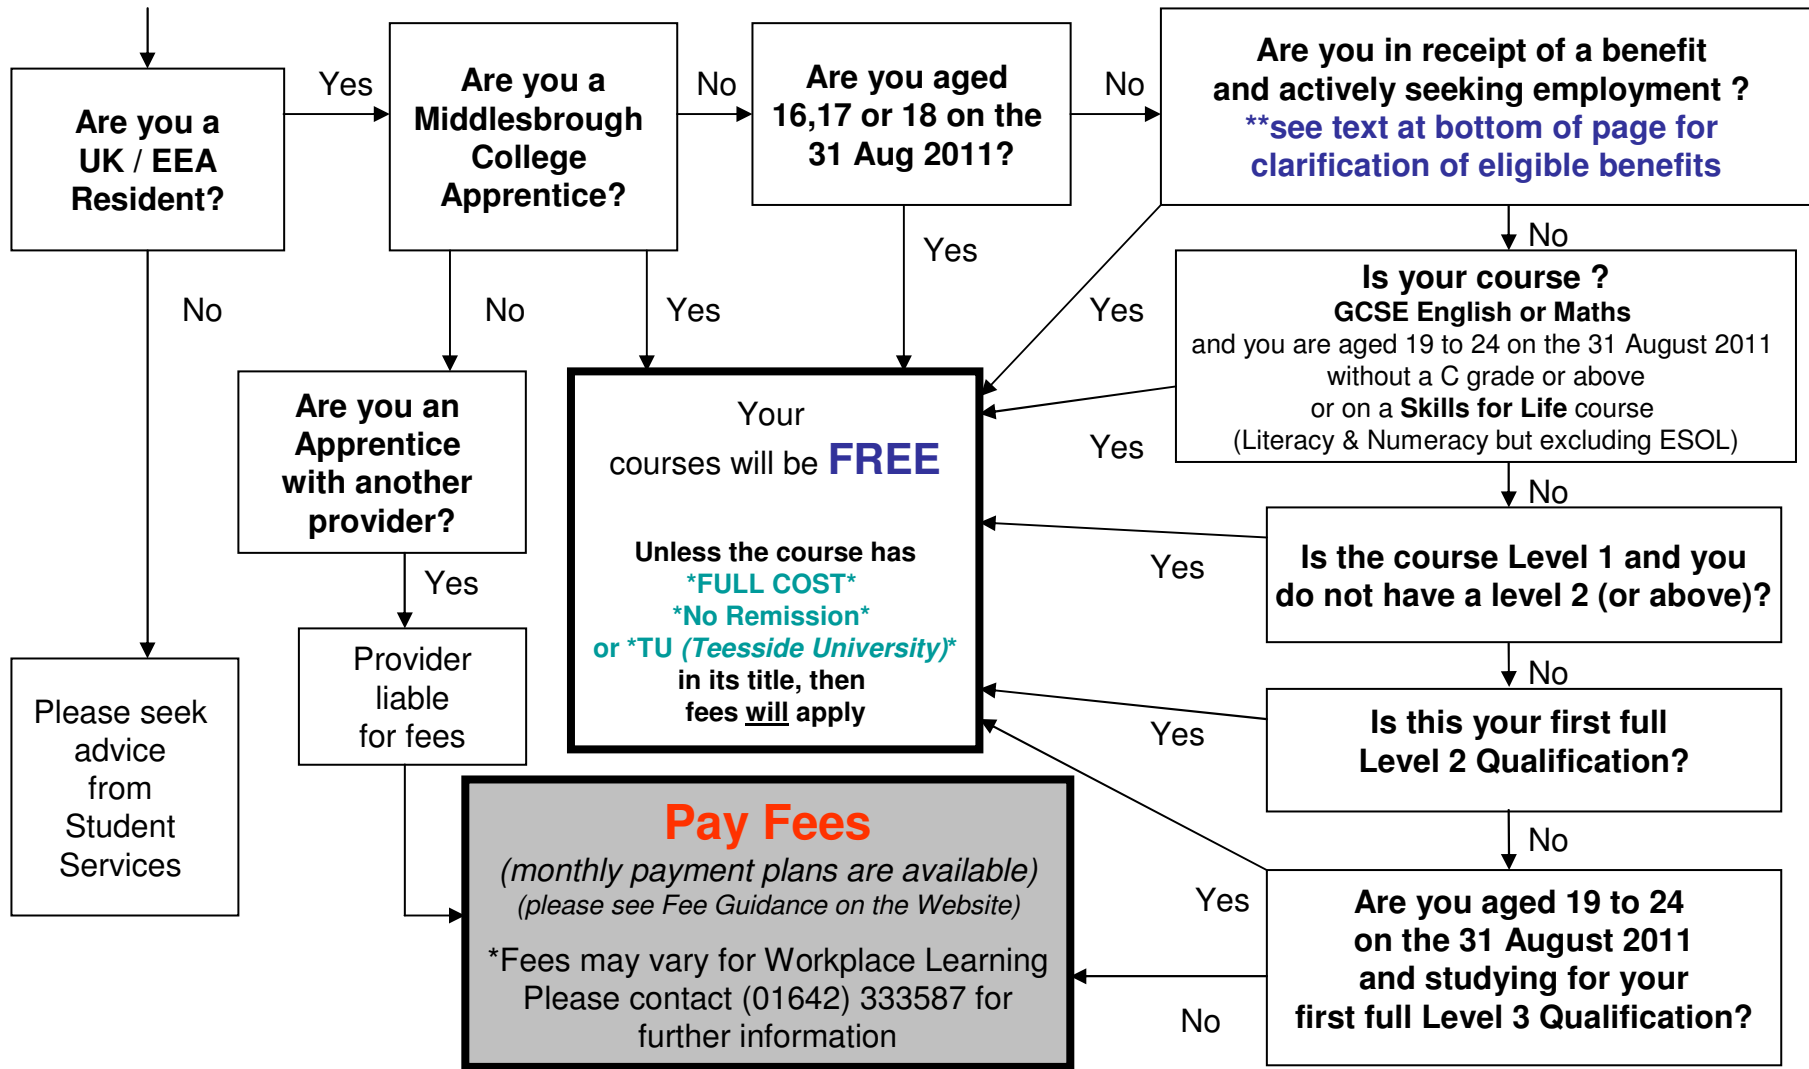 Are you a
UK / EEA
Resident?
Yes
No
Please seek
advice
from
Student
Services
Are you a
Middlesbrough
College
Apprentice?
No
No
Yes
Are you an
Apprentice
with another
provider?
Yes
Provider
liable
for fees
Are you aged
16,17 or 18 on the
31 Aug 2011?
No
Yes
Are you in receipt of a benefit
and actively seeking employment ?
**see text at bottom of page for
clarification of eligible benefits
No
Yes
Is your course ?
GCSE English or Maths
and you are aged 19 to 24 on the 31 August 2011
without a C grade or above
or on a Skills for Life course
(Literacy & Numeracy but excluding ESOL)
Yes
No
Is the course Level 1 and you
do not have a level 2 (or above)?
Yes
No
Is this your first full
Level 2 Qualification?
Yes
No
Are you aged 19 to 24
on the 31 August 2011
and studying for your
first full Level 3 Qualification?
Yes
No
Your
courses will be FREE
Unless the course has
*FULL COST*
*No Remission*
or *TU (Teesside University)*
in its title, then
fees will apply
Pay Fees
(monthly payment plans are available)
(please see Fee Guidance on the Website)
*Fees may vary for Workplace Learning
Please contact (01642) 333587 for
further information